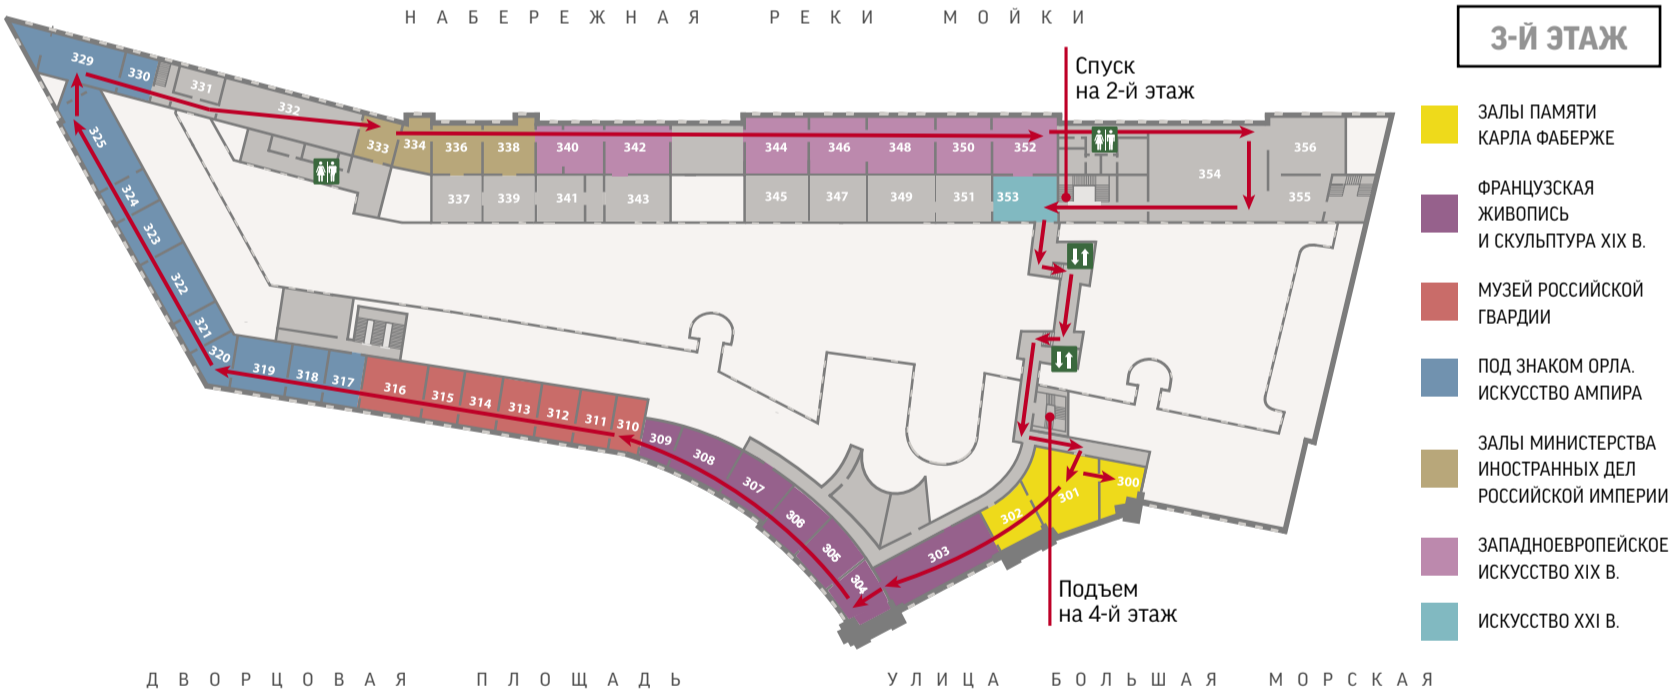 НАБЕРЕЖНАЯ РЕКИ МОЙКИ
3-Й ЭТАЖ
Спуск
на 2-й этаж
329
330
331
332
333
334
336
338
340
342
344
346
348
350
352
354
356
337
339
341
343
345
347
349
351
353
355
325
324
323
322
321
320
319
318
317
316
315
314
313
312
311
310
309
308
307
306
305
304
303
302
301
300
Подъем
на 4-й этаж
ЗАЛЫ ПАМЯТИ
КАРЛА ФАБЕРЖЕ
ФРАНЦУЗСКАЯ
ЖИВОПИСЬ
И СКУЛЬПТУРА XIX В.
МУЗЕЙ РОССИЙСКОЙ
ГВАРДИИ
ПОД ЗНАКОМ ОРЛА.
ИСКУССТВО АМПИРА
ЗАЛЫ МИНИСТЕРСТВА
ИНОСТРАННЫХ ДЕЛ
РОССИЙСКОЙ ИМПЕРИИ
ЗАПАДНОЕВРОПЕЙСКОЕ
ИСКУССТВО XIX В.
ИСКУССТВО XXI В.
ДВОРЦОВАЯ ПЛОЩАДЬ
УЛИЦА БОЛЬШАЯ МОРСКАЯ